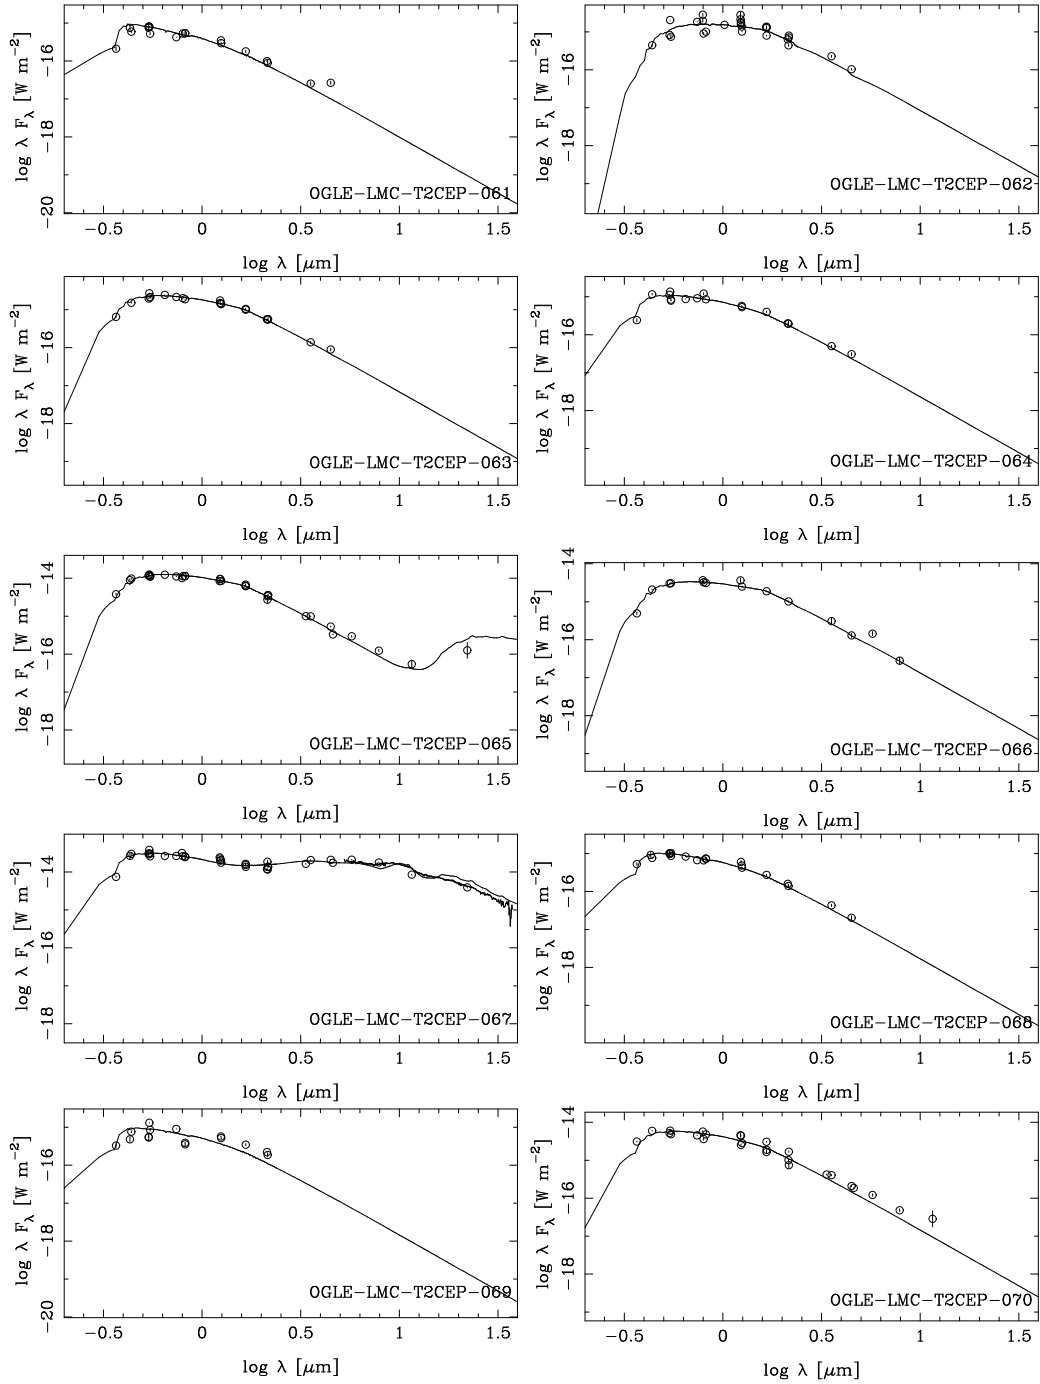 log λ F_λ [W m⁻²]
−16
−18
−20
OGLE−LMC−T2CEP−061
−0.5 0 0.5 1 1.5
log λ [μm]
log λ F_λ [W m⁻²]
−16
−18
OGLE−LMC−T2CEP−062
−0.5 0 0.5 1 1.5
log λ [μm]
log λ F_λ [W m⁻²]
−16
−18
OGLE−LMC−T2CEP−063
−0.5 0 0.5 1 1.5
log λ [μm]
log λ F_λ [W m⁻²]
−16
−18
OGLE−LMC−T2CEP−064
−0.5 0 0.5 1 1.5
log λ [μm]
log λ F_λ [W m⁻²]
−14
−16
−18
OGLE−LMC−T2CEP−065
−0.5 0 0.5 1 1.5
log λ [μm]
log λ F_λ [W m⁻²]
−14
−16
−18
OGLE−LMC−T2CEP−066
−0.5 0 0.5 1 1.5
log λ [μm]
log λ F_λ [W m⁻²]
−14
−16
−18
OGLE−LMC−T2CEP−067
−0.5 0 0.5 1 1.5
log λ [μm]
log λ F_λ [W m⁻²]
−16
−18
OGLE−LMC−T2CEP−068
−0.5 0 0.5 1 1.5
log λ [μm]
log λ F_λ [W m⁻²]
−16
−18
−20
OGLE−LMC−T2CEP−069
−0.5 0 0.5 1 1.5
log λ [μm]
log λ F_λ [W m⁻²]
−14
−16
−18
OGLE−LMC−T2CEP−070
−0.5 0 0.5 1 1.5
log λ [μm]